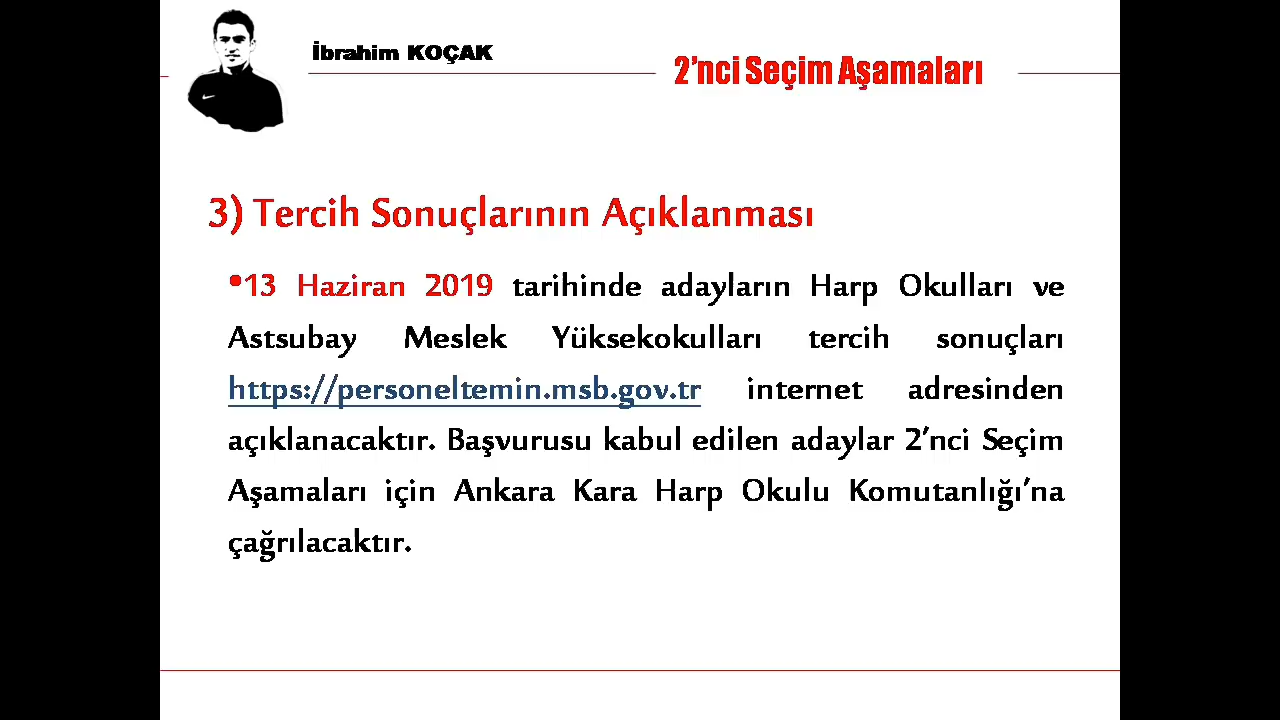 İbrahim KOÇAK
2’nci Seçim Aşamaları
3) Tercih Sonuçlarının Açıklanması
•13 Haziran 2019 tarihinde adayların Harp Okulları ve
Astsubay Meslek Yüksekokulları tercih sonuçları
https://personeltemin.msb.gov.tr internet adresinden
açıklanacaktır. Başvurusu kabul edilen adaylar 2’nci Seçim
Aşamaları için Ankara Kara Harp Okulu Komutanlığı’na
çağrılacaktır.